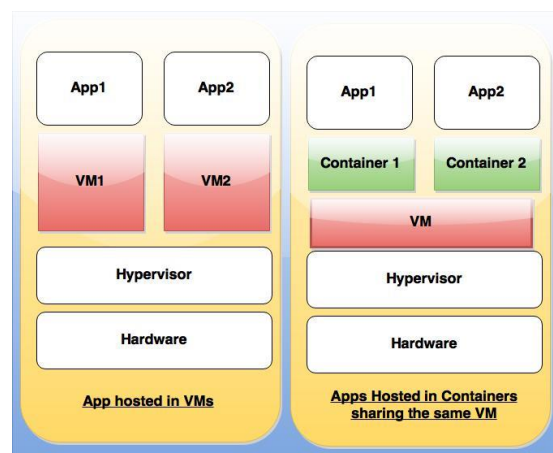 App1
App2
VM1
VM2
Hypervisor
Hardware
App hosted in VMs
App1
App2
Container 1
Container 2
VM
Hypervisor
Hardware
Apps Hosted in Containers
sharing the same VM